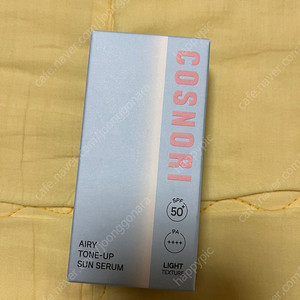 COSNORI
SPF
50+
PA
++++
AIRY
TONE-UP
SUN SERUM
LIGHT
TEXTURE